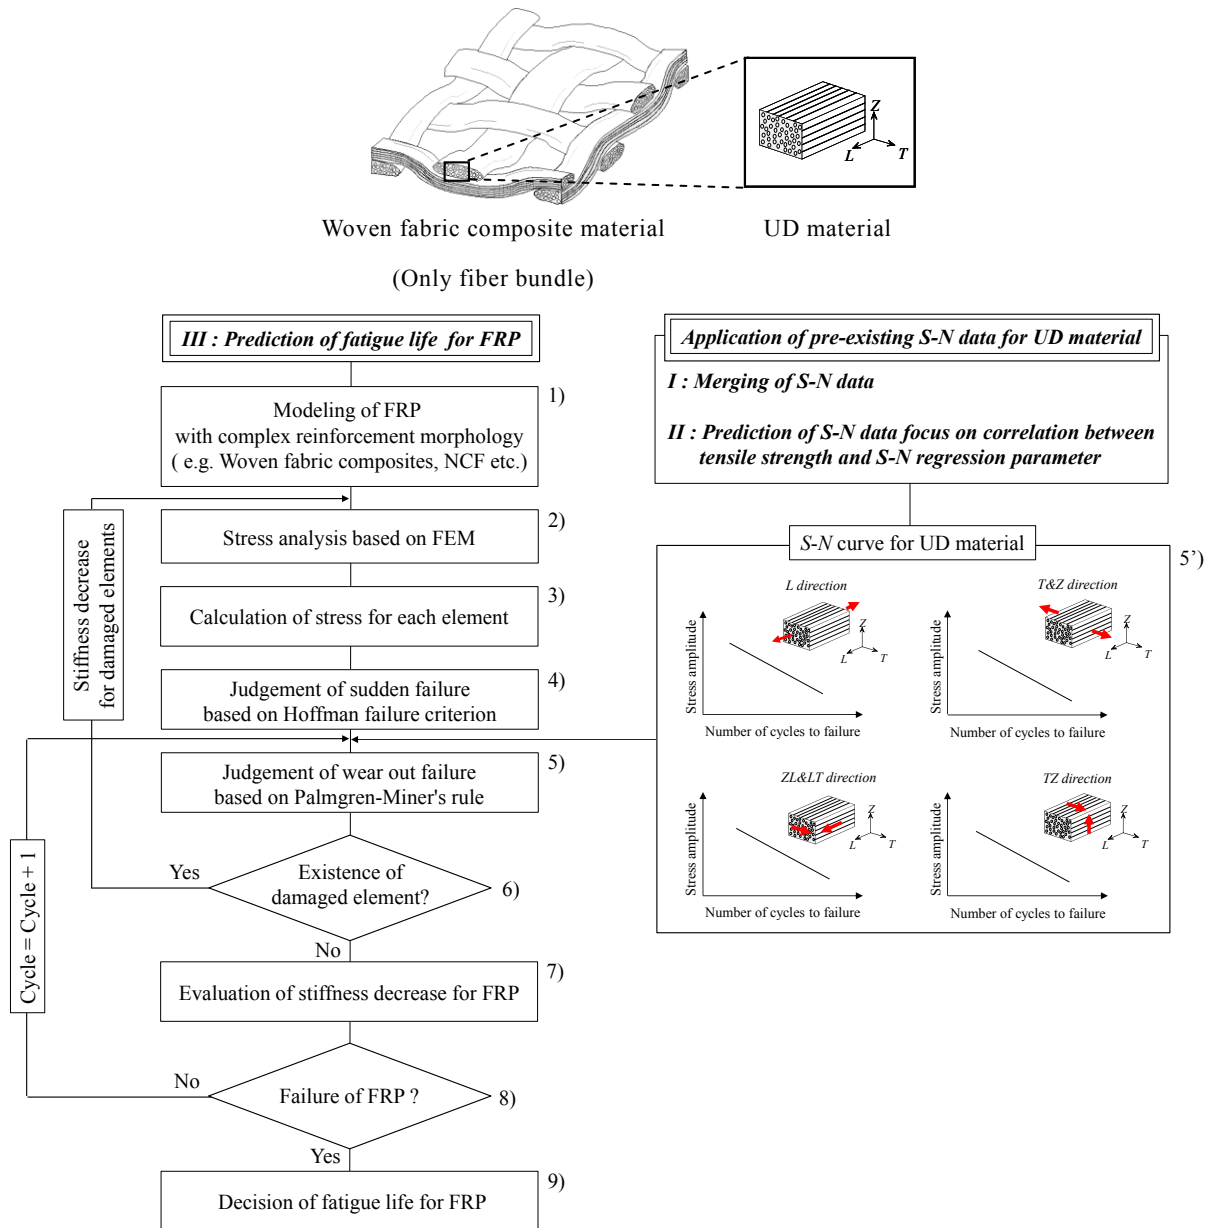 Z
L
T
Woven fabric composite material
UD material
(Only fiber bundle)
III : Prediction of fatigue life for FRP
1)
Modeling of FRP
with complex reinforcement morphology
( e.g. Woven fabric composites, NCF etc.)
2)
Stress analysis based on FEM
3)
Calculation of stress for each element
4)
Judgement of sudden failure
based on Hoffman failure criterion
5)
Judgement of wear out failure
based on Palmgren-Miner's rule
Yes
Existence of
damaged element?
6)
No
7)
Evaluation of stiffness decrease for FRP
No
Failure of FRP ?
8)
Yes
9)
Decision of fatigue life for FRP
Stiffness decrease
for damaged elements
Cycle = Cycle + 1
Application of pre-existing S-N data for UD material
I : Merging of S-N data
II : Prediction of S-N data focus on correlation between
tensile strength and S-N regression parameter
S-N curve for UD material
5’)
L direction
Z
L
T
Stress amplitude
Number of cycles to failure
T&Z direction
Z
L
T
Stress amplitude
Number of cycles to failure
ZL&LT direction
Z
L
T
Stress amplitude
Number of cycles to failure
TZ direction
Z
L
T
Stress amplitude
Number of cycles to failure